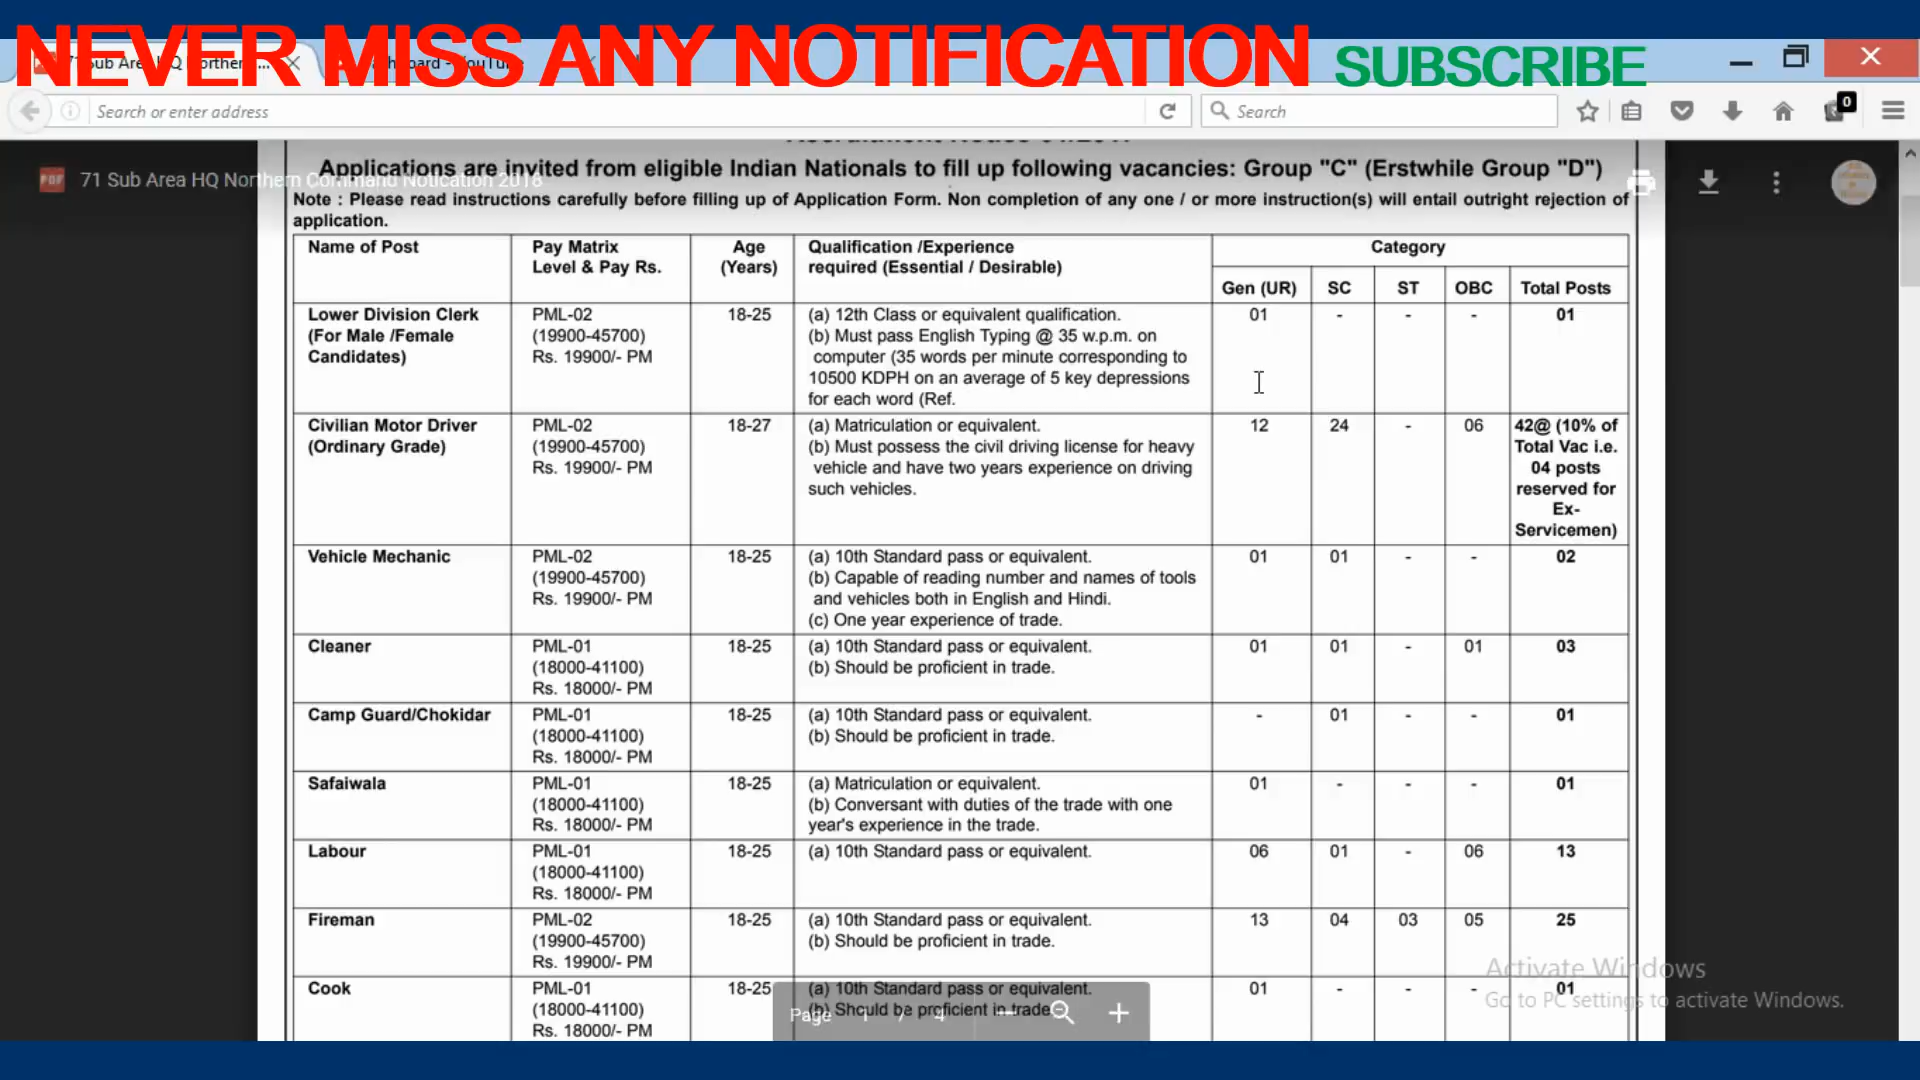 NEVER MISS ANY NOTIFICATION SUBSCRIBE
Search or enter address
Search
0
71 Sub Area HQ Northern Command Notication 2018
Applications are invited from eligible Indian Nationals to fill up following vacancies: Group "C" (Erstwhile Group "D")
Note : Please read instructions carefully before filling up of Application Form. Non completion of any one / or more instruction(s) will entail outright rejection of
application.
Name of Post
Pay Matrix
Level & Pay Rs.
Age
(Years)
Qualification /Experience
required (Essential / Desirable)
Category
Gen (UR) SC ST OBC Total Posts
Lower Division Clerk
(For Male /Female
Candidates)
PML-02
(19900-45700)
Rs. 19900/- PM
18-25
(a) 12th Class or equivalent qualification.
(b) Must pass English Typing @ 35 w.p.m. on
computer (35 words per minute corresponding to
10500 KDPH on an average of 5 key depressions
for each word (Ref.
01 - - - 01
Civilian Motor Driver
(Ordinary Grade)
PML-02
(19900-45700)
Rs. 19900/- PM
18-27
(a) Matriculation or equivalent.
(b) Must possess the civil driving license for heavy
vehicle and have two years experience on driving
such vehicles.
12 24 - 06
42@ (10% of
Total Vac i.e.
04 posts
reserved for
Ex-
Servicemen)
Vehicle Mechanic
PML-02
(19900-45700)
Rs. 19900/- PM
18-25
(a) 10th Standard pass or equivalent.
(b) Capable of reading number and names of tools
and vehicles both in English and Hindi.
(c) One year experience of trade.
01 01 - - 02
Cleaner
PML-01
(18000-41100)
Rs. 18000/- PM
18-25
(a) 10th Standard pass or equivalent.
(b) Should be proficient in trade.
01 01 - 01 03
Camp Guard/Chokidar
PML-01
(18000-41100)
Rs. 18000/- PM
18-25
(a) 10th Standard pass or equivalent.
(b) Should be proficient in trade.
- 01 - - 01
Safaiwala
PML-01
(18000-41100)
Rs. 18000/- PM
18-25
(a) Matriculation or equivalent.
(b) Conversant with duties of the trade with one
year's experience in the trade.
01 - - - 01
Labour
PML-01
(18000-41100)
Rs. 18000/- PM
18-25
(a) 10th Standard pass or equivalent.
06 01 - 06 13
Fireman
PML-02
(19900-45700)
Rs. 19900/- PM
18-25
(a) 10th Standard pass or equivalent.
(b) Should be proficient in trade.
13 04 03 05 25
Cook
PML-01
(18000-41100)
Rs. 18000/- PM
18-25
(a) 10th Standard pass or equivalent.
(b) Should be proficient in trade
01 - - - 01
Page 1 / 4
Activate Windows
Go to PC settings to activate Windows.